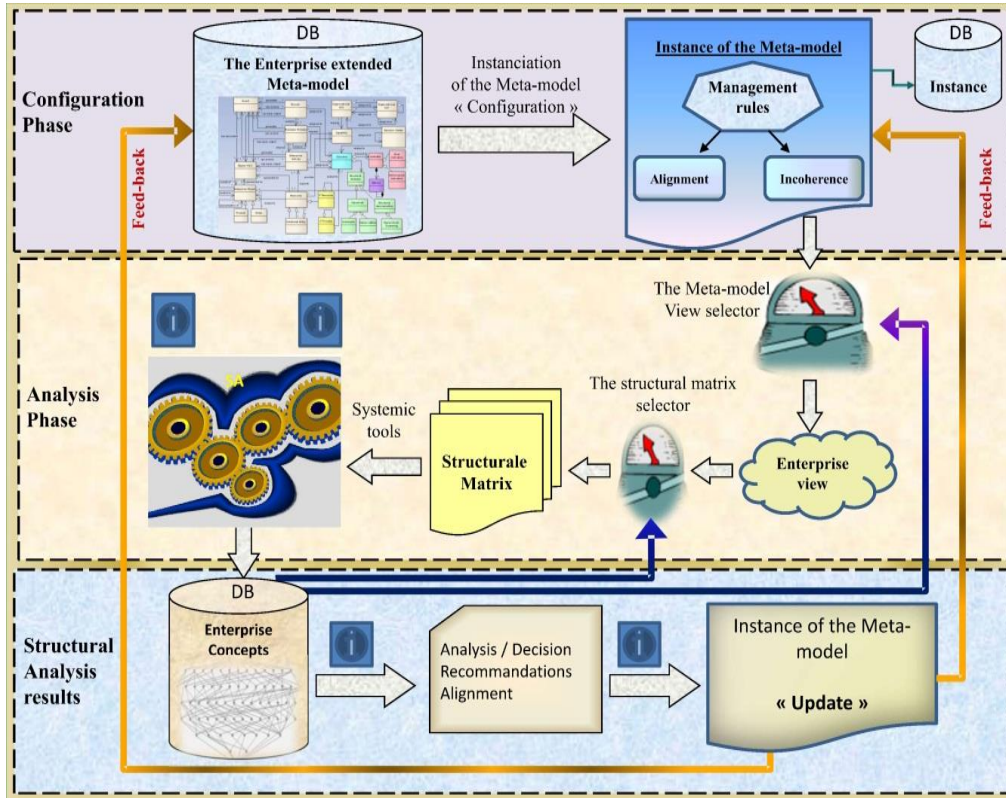 Configuration
Phase
DB
The Enterprise extended
Meta-model
Instanciation
of the Meta-model
« Configuration »
Instance of the Meta-model
Management
rules
Alignment
Incoherence
DB
Instance
Feed-back
Feed-back
Analysis
Phase
The Meta-model
View selector
Enterprise
view
The structural matrix
selector
Structurale
Matrix
Systemic
tools
i
i
SA
Structural
Analysis
results
DB
Enterprise
Concepts
i
Analysis / Decision
Recommandations
Alignment
i
Instance of the Meta-
model
« Update »